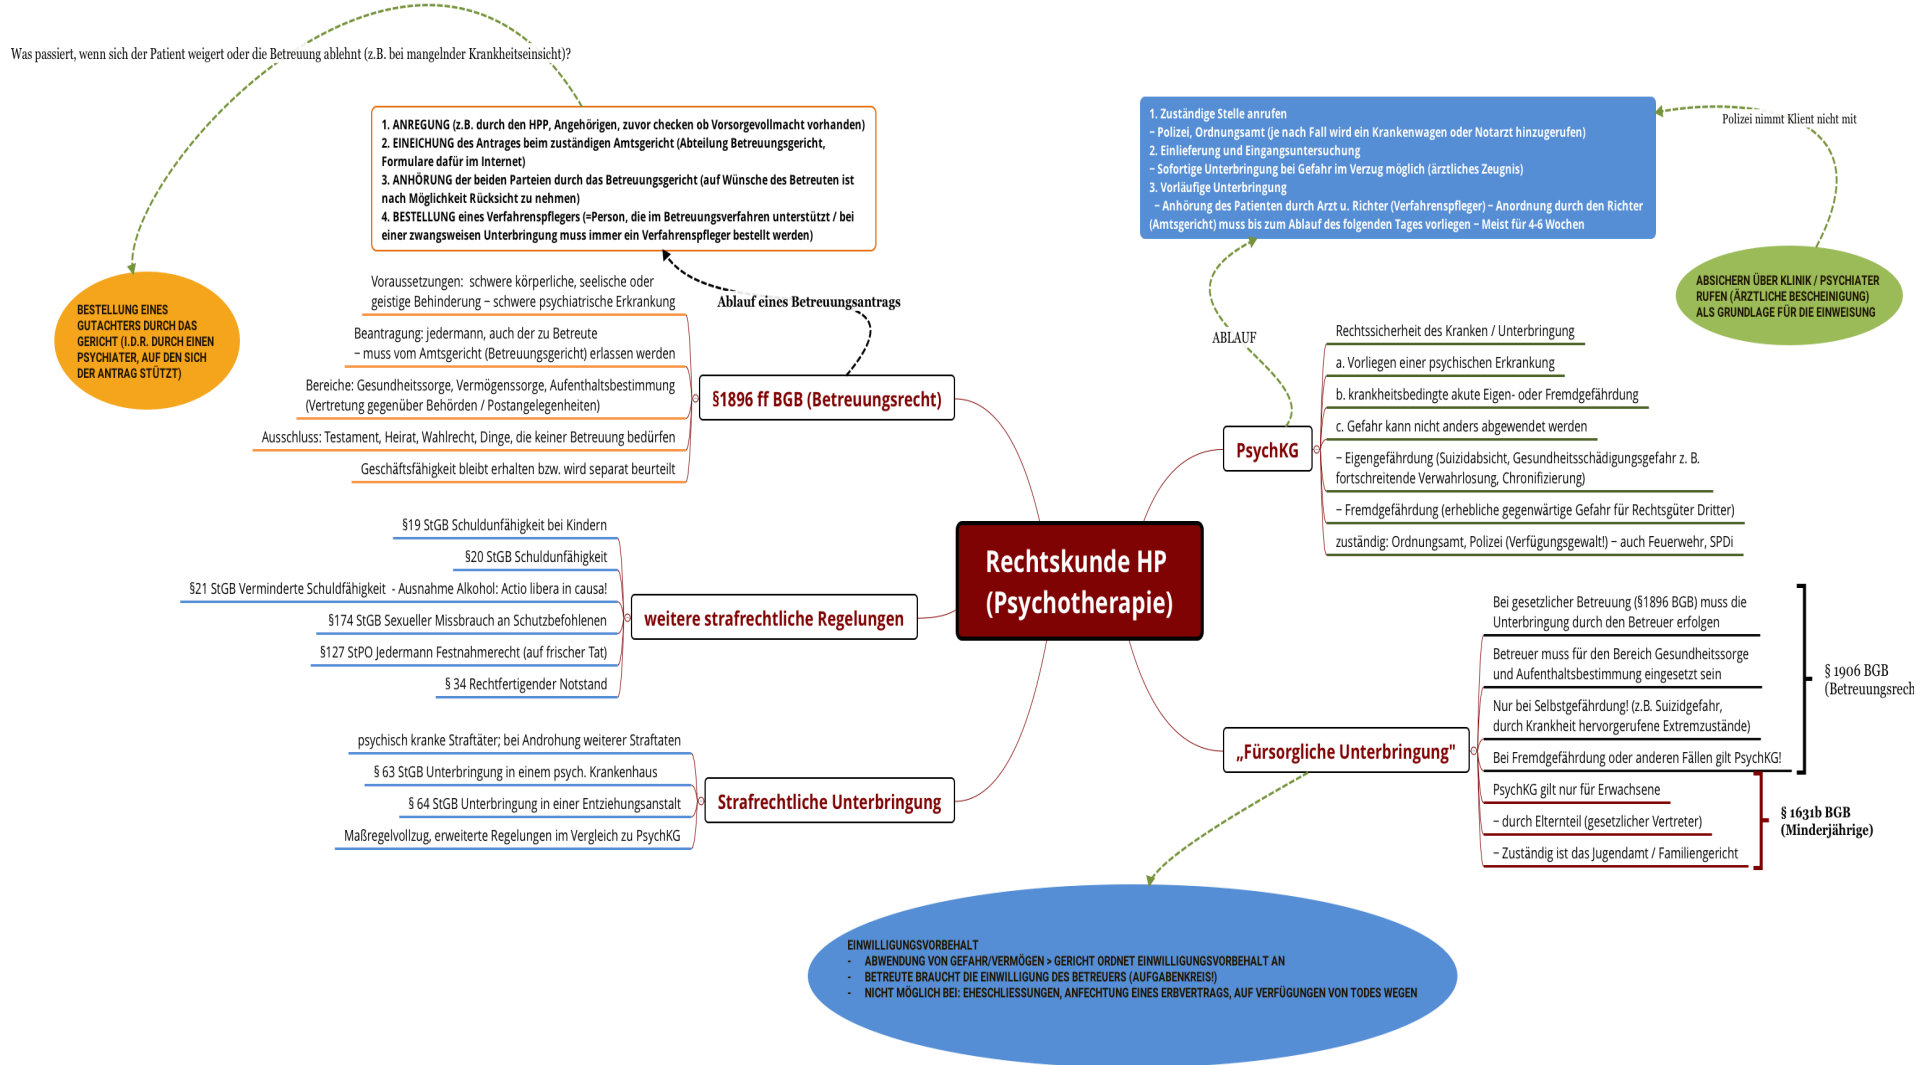 Was passiert, wenn sich der Patient weigert oder die Betreuung ablehnt (z.B. bei mangelnder Krankheitseinsicht)?
1. ANREGUNG (z.B. durch den HPP, Angehörigen, zuvor checken ob Vorsorgevollmacht vorhanden)
2. EINEICHUNG des Antrages beim zuständigen Amtsgericht (Abteilung Betreuungsgericht,
Formulare dafür im Internet)
3. ANHÖRUNG der beiden Parteien durch das Betreuungsgericht (auf Wünsche des Betreuten ist
nach Möglichkeit Rücksicht zu nehmen)
4. BESTELLUNG eines Verfahrenspflegers (=Person, die im Betreuungsverfahren unterstützt / bei
einer zwangsweisen Unterbringung muss immer ein Verfahrenspfleger bestellt werden)
BESTELLUNG EINES
GUTACHTERS DURCH DAS
GERICHT (I.D.R. DURCH EINEN
PSYCHIATER, AUF DEN SICH
DER ANTRAG STÜTZT)
Ablauf eines Betreuungsantrags
Voraussetzungen: schwere körperliche, seelische oder
geistige Behinderung – schwere psychiatrische Erkrankung
Beantragung: jedermann, auch der zu Betreute
– muss vom Amtsgericht (Betreuungsgericht) erlassen werden
Bereiche: Gesundheitssorge, Vermögenssorge, Aufenthaltsbestimmung
(Vertretung gegenüber Behörden / Postangelegenheiten)
Ausschluss: Testament, Heirat, Wahlrecht, Dinge, die keiner Betreuung bedürfen
Geschäftsfähigkeit bleibt erhalten bzw. wird separat beurteilt
§1896 ff BGB (Betreuungsrecht)
§19 StGB Schuldunfähigkeit bei Kindern
§20 StGB Schuldunfähigkeit
§21 StGB Verminderte Schuldfähigkeit - Ausnahme Alkohol: Actio libera in causa!
§174 StGB Sexueller Missbrauch an Schutzbefohlenen
§127 StPO Jedermann Festnahmerecht (auf frischer Tat)
§ 34 Rechtfertigender Notstand
weitere strafrechtliche Regelungen
psychisch kranke Straftäter; bei Androhung weiterer Straftaten
§ 63 StGB Unterbringung in einem psych. Krankenhaus
§ 64 StGB Unterbringung in einer Entziehungsanstalt
Maßregelvollzug, erweiterte Regelungen im Vergleich zu PsychKG
Strafrechtliche Unterbringung
Rechtskunde HP
(Psychotherapie)
1. Zuständige Stelle anrufen
– Polizei, Ordnungsamt (je nach Fall wird ein Krankenwagen oder Notarzt hinzugerufen)
2. Einlieferung und Eingangsuntersuchung
– Sofortige Unterbringung bei Gefahr im Verzug möglich (ärztliches Zeugnis)
3. Vorläufige Unterbringung
– Anhörung des Patienten durch Arzt u. Richter (Verfahrenspfleger) – Anordnung durch den Richter
(Amtsgericht) muss bis zum Ablauf des folgenden Tages vorliegen – Meist für 4-6 Wochen
Polizei nimmt Klient nicht mit
ABSICHERN ÜBER KLINIK / PSYCHIATER
RUFEN (ÄRZTLICHE BESCHEINIGUNG)
ALS GRUNDLAGE FÜR DIE EINWEISUNG
ABLAUF
PsychKG
Rechtssicherheit des Kranken / Unterbringung
a. Vorliegen einer psychischen Erkrankung
b. krankheitsbedingte akute Eigen- oder Fremdgefährdung
c. Gefahr kann nicht anders abgewendet werden
– Eigengefährdung (Suizidabsicht, Gesundheitsschädigungsgefahr z. B.
fortschreitende Verwahrlosung, Chronifizierung)
– Fremdgefährdung (erhebliche gegenwärtige Gefahr für Rechtsgüter Dritter)
zuständig: Ordnungsamt, Polizei (Verfügungsgewalt!) – auch Feuerwehr, SPDi
„Fürsorgliche Unterbringung"
Bei gesetzlicher Betreuung (§1896 BGB) muss die
Unterbringung durch den Betreuer erfolgen
Betreuer muss für den Bereich Gesundheitssorge
und Aufenthaltsbestimmung eingesetzt sein
Nur bei Selbstgefährdung! (z.B. Suizidgefahr,
durch Krankheit hervorgerufene Extremzustände)
Bei Fremdgefährdung oder anderen Fällen gilt PsychKG!
§ 1906 BGB
(Betreuungsrech
PsychKG gilt nur für Erwachsene
– durch Elternteil (gesetzlicher Vertreter)
– Zuständig ist das Jugendamt / Familiengericht
§ 1631b BGB
(Minderjährige)
EINWILLIGUNGSVORBEHALT
- ABWENDUNG VON GEFAHR/VERMÖGEN > GERICHT ORDNET EINWILLIGUNGSVORBEHALT AN
- BETREUTE BRAUCHT DIE EINWILLIGUNG DES BETREUERS (AUFGABENKREIS!)
- NICHT MÖGLICH BEI: EHESCHLIESSUNGEN, ANFECHTUNG EINES ERBVERTRAGS, AUF VERFÜGUNGEN VON TODES WEGEN